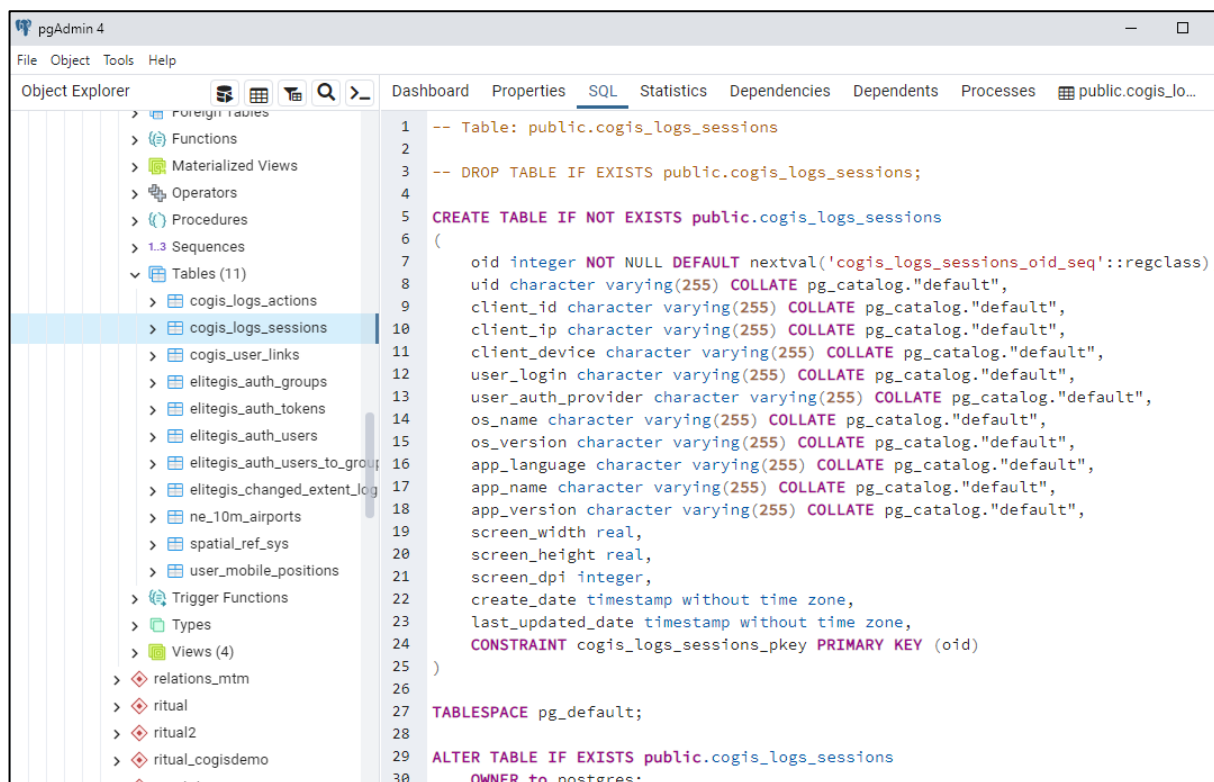 pgAdmin 4
File Object Tools Help
Object Explorer
Dashboard Properties SQL Statistics Dependencies Dependents Processes public.cogis_lo...
Foreign Tables
Functions
Materialized Views
Operators
Procedures
1..3 Sequences
Tables (11)
cogis_logs_actions
cogis_logs_sessions
cogis_user_links
elitegis_auth_groups
elitegis_auth_tokens
elitegis_auth_users
elitegis_auth_users_to_group
elitegis_changed_extent_log
ne_10m_airports
spatial_ref_sys
user_mobile_positions
Trigger Functions
Types
Views (4)
relations_mtm
ritual
ritual2
ritual_cogisdemo
1 -- Table: public.cogis_logs_sessions
2
3 -- DROP TABLE IF EXISTS public.cogis_logs_sessions;
4
5 CREATE TABLE IF NOT EXISTS public.cogis_logs_sessions
6 (
7 oid integer NOT NULL DEFAULT nextval('cogis_logs_sessions_oid_seq'::regclass)
8 uid character varying(255) COLLATE pg_catalog."default",
9 client_id character varying(255) COLLATE pg_catalog."default",
10 client_ip character varying(255) COLLATE pg_catalog."default",
11 client_device character varying(255) COLLATE pg_catalog."default",
12 user_login character varying(255) COLLATE pg_catalog."default",
13 user_auth_provider character varying(255) COLLATE pg_catalog."default",
14 os_name character varying(255) COLLATE pg_catalog."default",
15 os_version character varying(255) COLLATE pg_catalog."default",
16 app_language character varying(255) COLLATE pg_catalog."default",
17 app_name character varying(255) COLLATE pg_catalog."default",
18 app_version character varying(255) COLLATE pg_catalog."default",
19 screen_width real,
20 screen_height real,
21 screen_dpi integer,
22 create_date timestamp without time zone,
23 last_updated_date timestamp without time zone,
24 CONSTRAINT cogis_logs_sessions_pkey PRIMARY KEY (oid)
25 )
26
27 TABLESPACE pg_default;
28
29 ALTER TABLE IF EXISTS public.cogis_logs_sessions
30 OWNER to postgres;